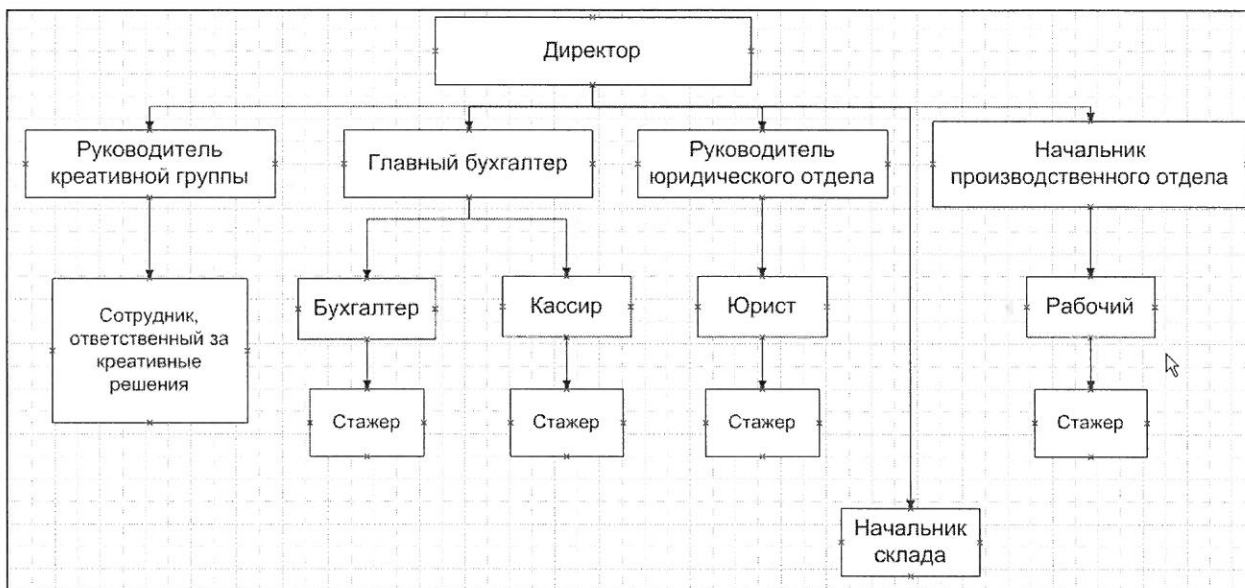 Директор
Руководитель
креативной группы
Главный бухгалтер
Руководитель
юридического отдела
Начальник
производственного отдела
Сотрудник,
ответственный за
креативные
решения
Бухгалтер
Кассир
Юрист
Рабочий
Стажер
Стажер
Стажер
Стажер
Начальник
склада